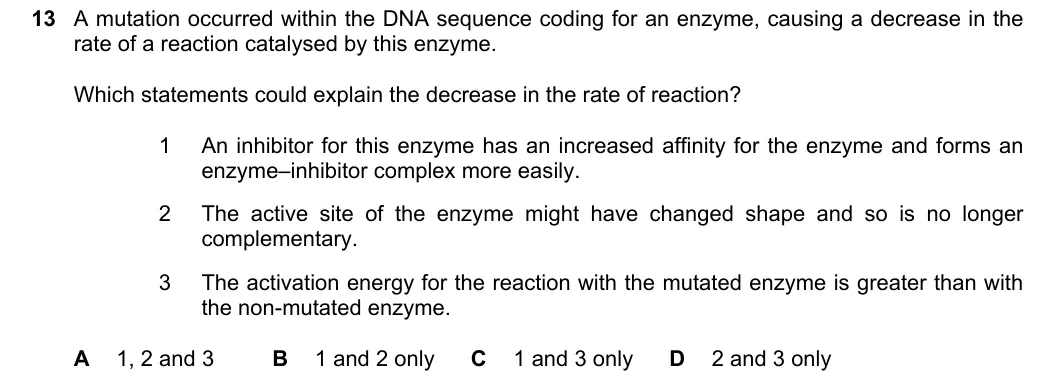 13 A mutation occurred within the DNA sequence coding for an enzyme, causing a decrease in the
rate of a reaction catalysed by this enzyme.
Which statements could explain the decrease in the rate of reaction?
1 An inhibitor for this enzyme has an increased affinity for the enzyme and forms an
enzyme–inhibitor complex more easily.
2 The active site of the enzyme might have changed shape and so is no longer
complementary.
3 The activation energy for the reaction with the mutated enzyme is greater than with
the non-mutated enzyme.
A 1, 2 and 3 B 1 and 2 only C 1 and 3 only D 2 and 3 only